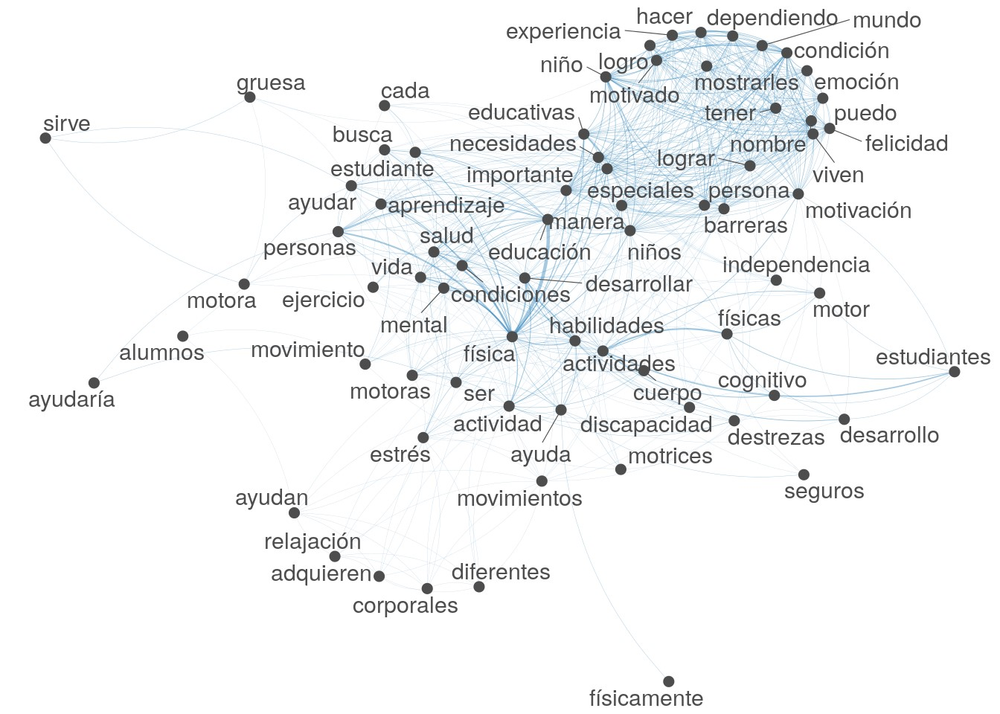 hacer
dependiendo
mundo
experiencia
condición
niño
logro
gruesa
cada
motivado
mostrarles
emoción
sirve
educativas
tener
puedo
busca
necesidades
nombre
felicidad
estudiante
importante
lograr
viven
ayudar
aprendizaje
especiales
persona
motivación
manera
barreras
personas
salud
educación
niños
vida
independencia
motora
ejercicio
condiciones
desarrollar
motor
mental
habilidades
físicas
alumnos
movimiento
física
actividades
estudiantes
ayudaría
motoras
ser
cuerpo
cognitivo
actividad
discapacidad
destrezas
desarrollo
estrés
ayuda
motrices
ayudan
movimientos
seguros
relajación
adquieren
diferentes
corporales
físicamente